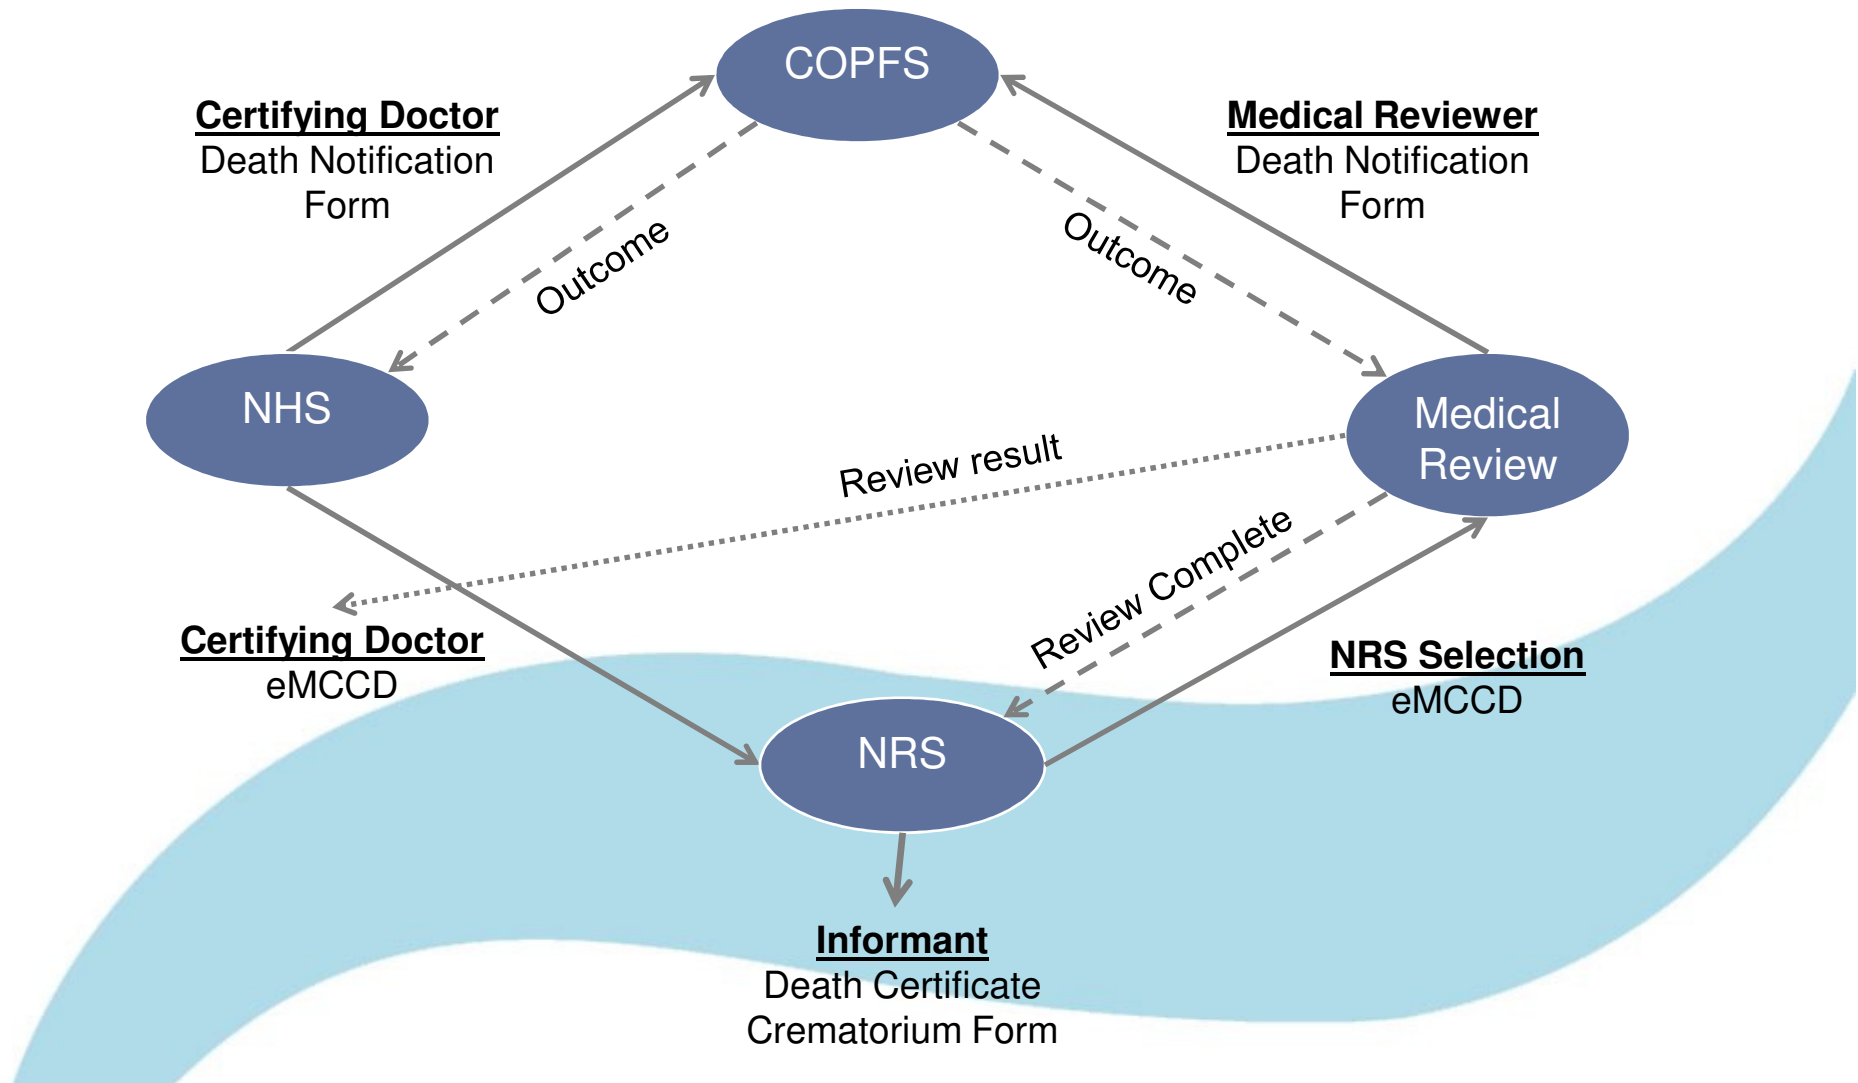 COPFS
Certifying Doctor
Death Notification
Form
Medical Reviewer
Death Notification
Form
Outcome
Outcome
NHS
Medical
Review
Review result
Review Complete
Certifying Doctor
eMCCD
NRS Selection
eMCCD
NRS
Informant
Death Certificate
Crematorium Form